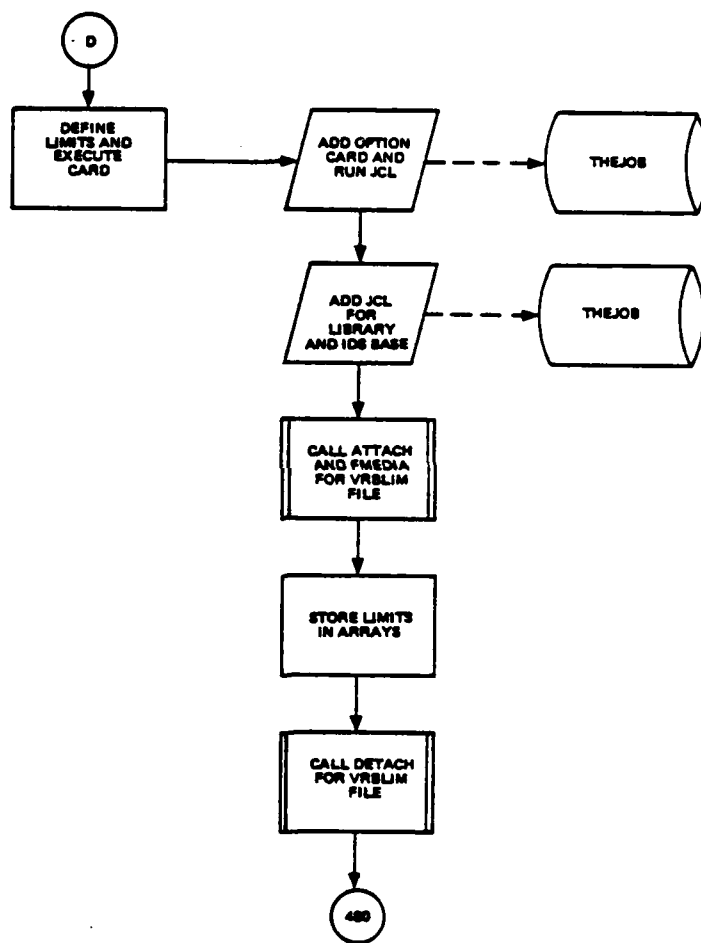 D
DEFINE
LIMITS AND
EXECUTE
CARD
ADD OPTION
CARD AND
RUN JCL
THEJOB
ADD JCL
FOR
LIBRARY
AND IDS BASE
THEJOB
CALL ATTACH
AND FMEDIA
FOR VRBLIM
FILE
STORE LIMITS
IN ARRAYS
CALL DETACH
FOR VRBLIM
FILE
480